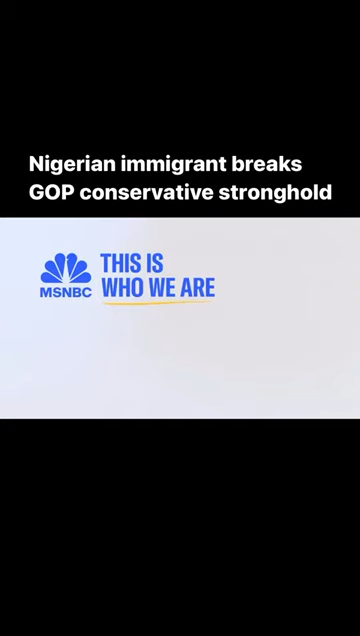 Nigerian immigrant breaks
GOP conservative stronghold
THIS IS
WHO WE ARE
MSNBC